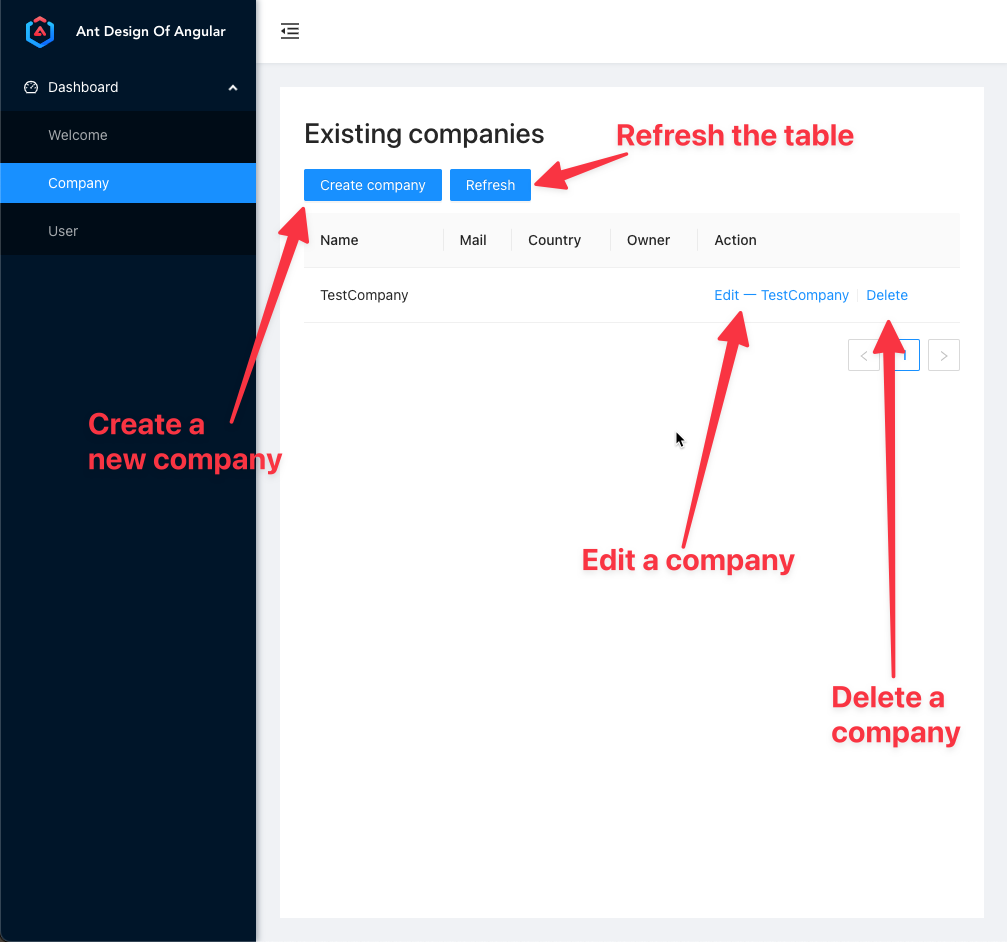 Ant Design Of Angular
Dashboard
Welcome
Company
User
Existing companies
Refresh the table
Create company
Refresh
Name Mail Country Owner Action
TestCompany Edit — TestCompany Delete
1
Create a
new company
Edit a company
Delete a
company